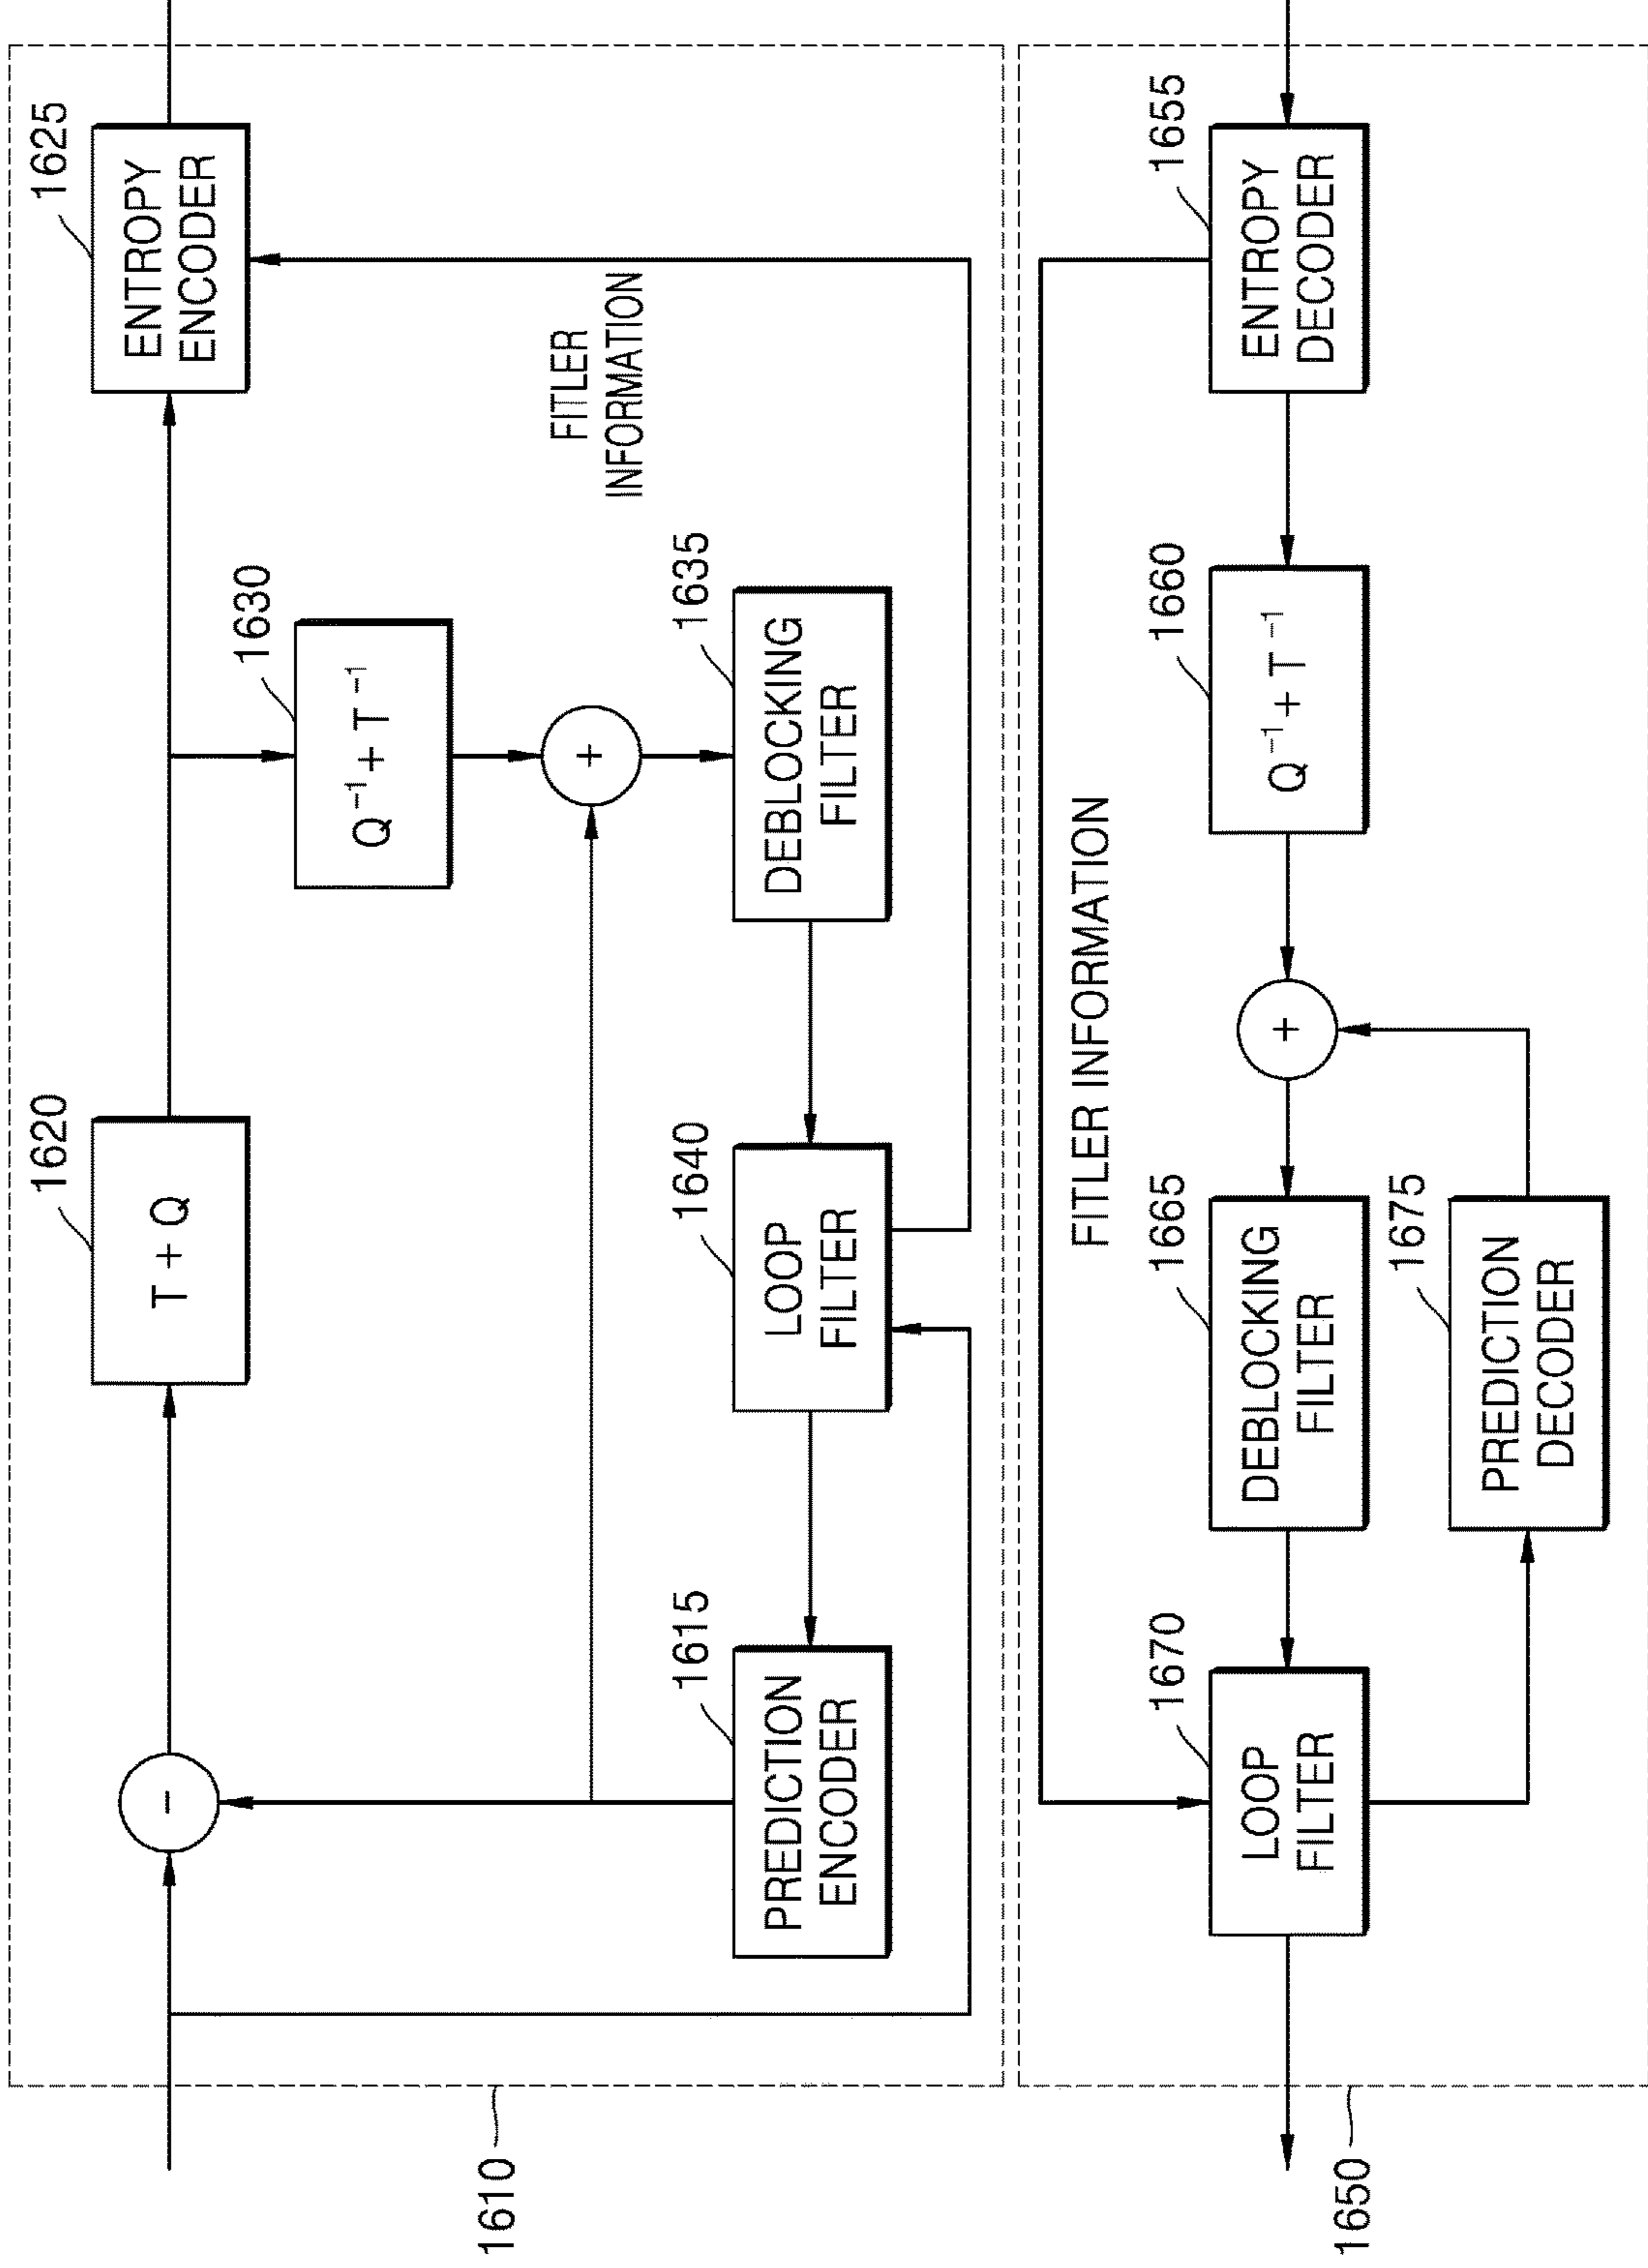 1610
1620
T + Q
1625
ENTROPY
ENCODER
-
1630
Q⁻¹ + T⁻¹
+
FITLER
INFORMATION
1615
PREDICTION
ENCODER
1640
LOOP
FILTER
1635
DEBLOCKING
FILTER
1650
FITLER INFORMATION
1670
LOOP
FILTER
1665
DEBLOCKING
FILTER
+
1660
Q⁻¹ + T⁻¹
1655
ENTROPY
DECODER
1675
PREDICTION
DECODER